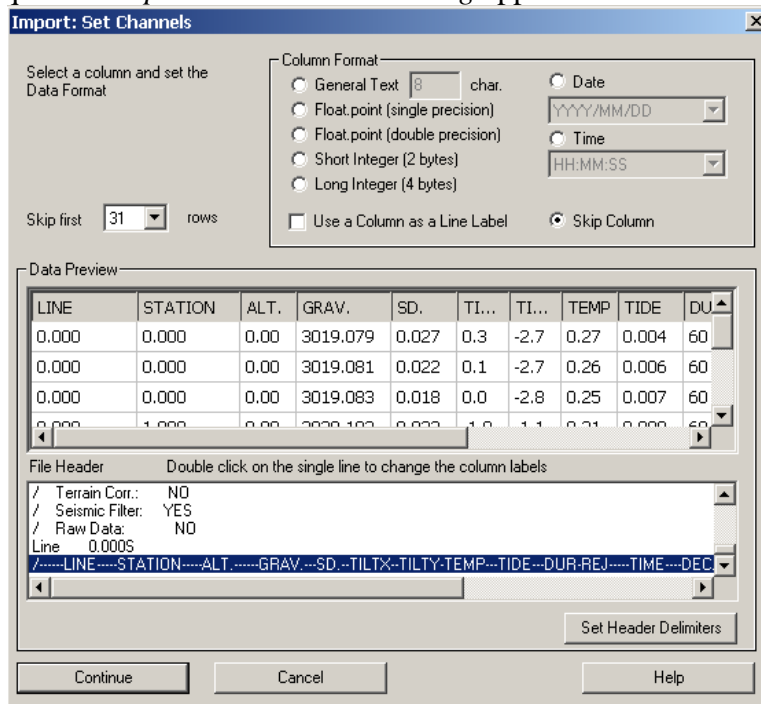 Import: Set Channels
Select a column and set the
Data Format
Column Format
General Text 8 char.
Float.point (single precision)
Float.point (double precision)
Short Integer (2 bytes)
Long Integer (4 bytes)
Date
YYYY/MM/DD
Time
HH:MM:SS
Skip first 31 rows
Use a Column as a Line Label
Skip Column
Data Preview
LINE STATION ALT. GRAV. SD. TI... TI... TEMP TIDE DU
0.000 0.000 0.00 3019.079 0.027 0.3 -2.7 0.27 0.004 60
0.000 0.000 0.00 3019.081 0.022 0.1 -2.7 0.26 0.006 60
0.000 0.000 0.00 3019.083 0.018 0.0 -2.8 0.25 0.007 60
File Header Double click on the single line to change the column labels
/ Terrain Corr.: NO
/ Seismic Filter: YES
/ Raw Data: NO
Line 0.000S
/-----LINE-----STATION-----ALT.------GRAV.---SD.--TILTX--TILTY-TEMP---TIDE---DUR-REJ-----TIME----DEC.
Set Header Delimiters
Continue Cancel Help